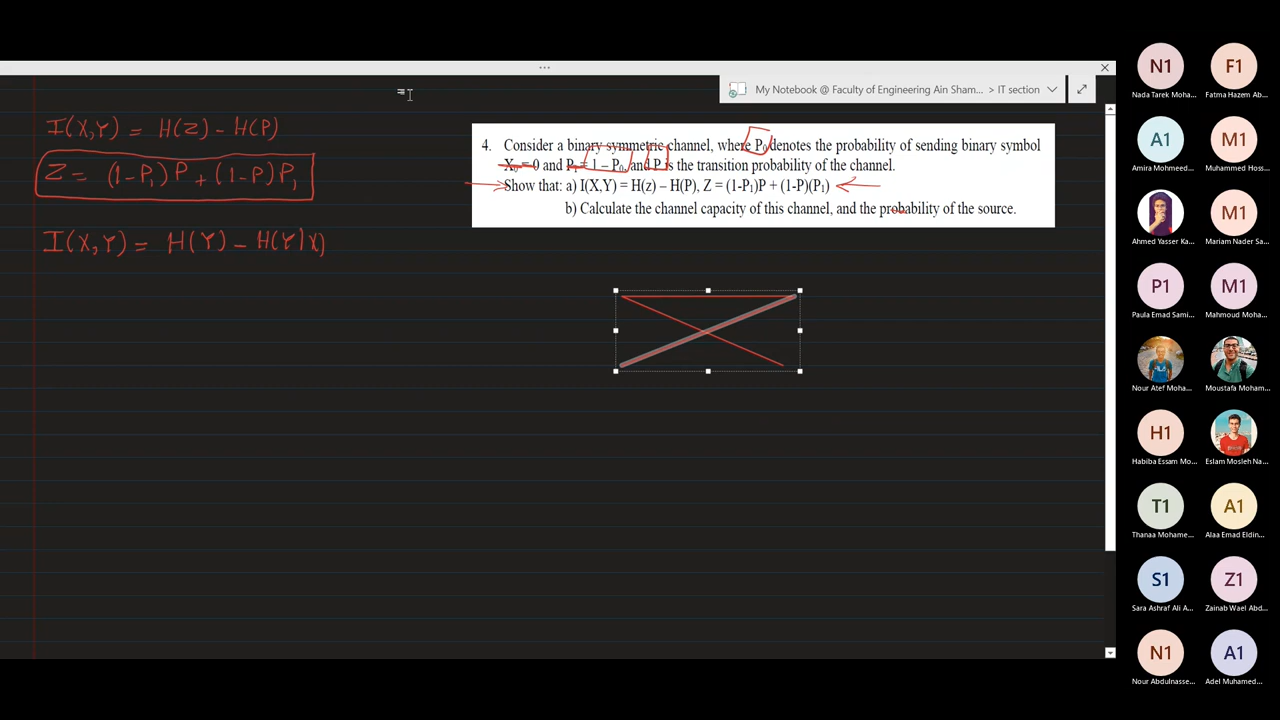 My Notebook @ Faculty of Engineering Ain Sham... > IT section
=
I(X,Y) = H(Z) - H(P)
Z = (1-P₁)P + (1-P)P₁
I(X,Y) = H(Y) - H(Y|X)
4. Consider a binary symmetric channel, where P₀ denotes the probability of sending binary symbol
X₀ = 0 and P₁ = 1 – P₀, and P is the transition probability of the channel.
Show that: a) I(X,Y) = H(z) – H(P), Z = (1-P₁)P + (1-P)(P₁)
b) Calculate the channel capacity of this channel, and the probability of the source.
N1
F1
Nada Tarek Moha...
Fatma Hazem Ab...
A1
M1
Amira Mohmeed...
Muhammed Hoss...
M1
Ahmed Yasser Ka...
Mariam Nader Sa...
P1
M1
Paula Emad Sami...
Mahmoud Moham...
Nour Atef Moha...
Moustafa Moham...
H1
Habiba Essam Mo...
Eslam Mosleh Na...
T1
A1
Thanaa Mohame...
Alaa Emad Eldin...
S1
Z1
Sara Ashraf Ali A...
Zainab Wael Abd...
N1
A1
Nour Abdulnasse...
Adel Muhamed...